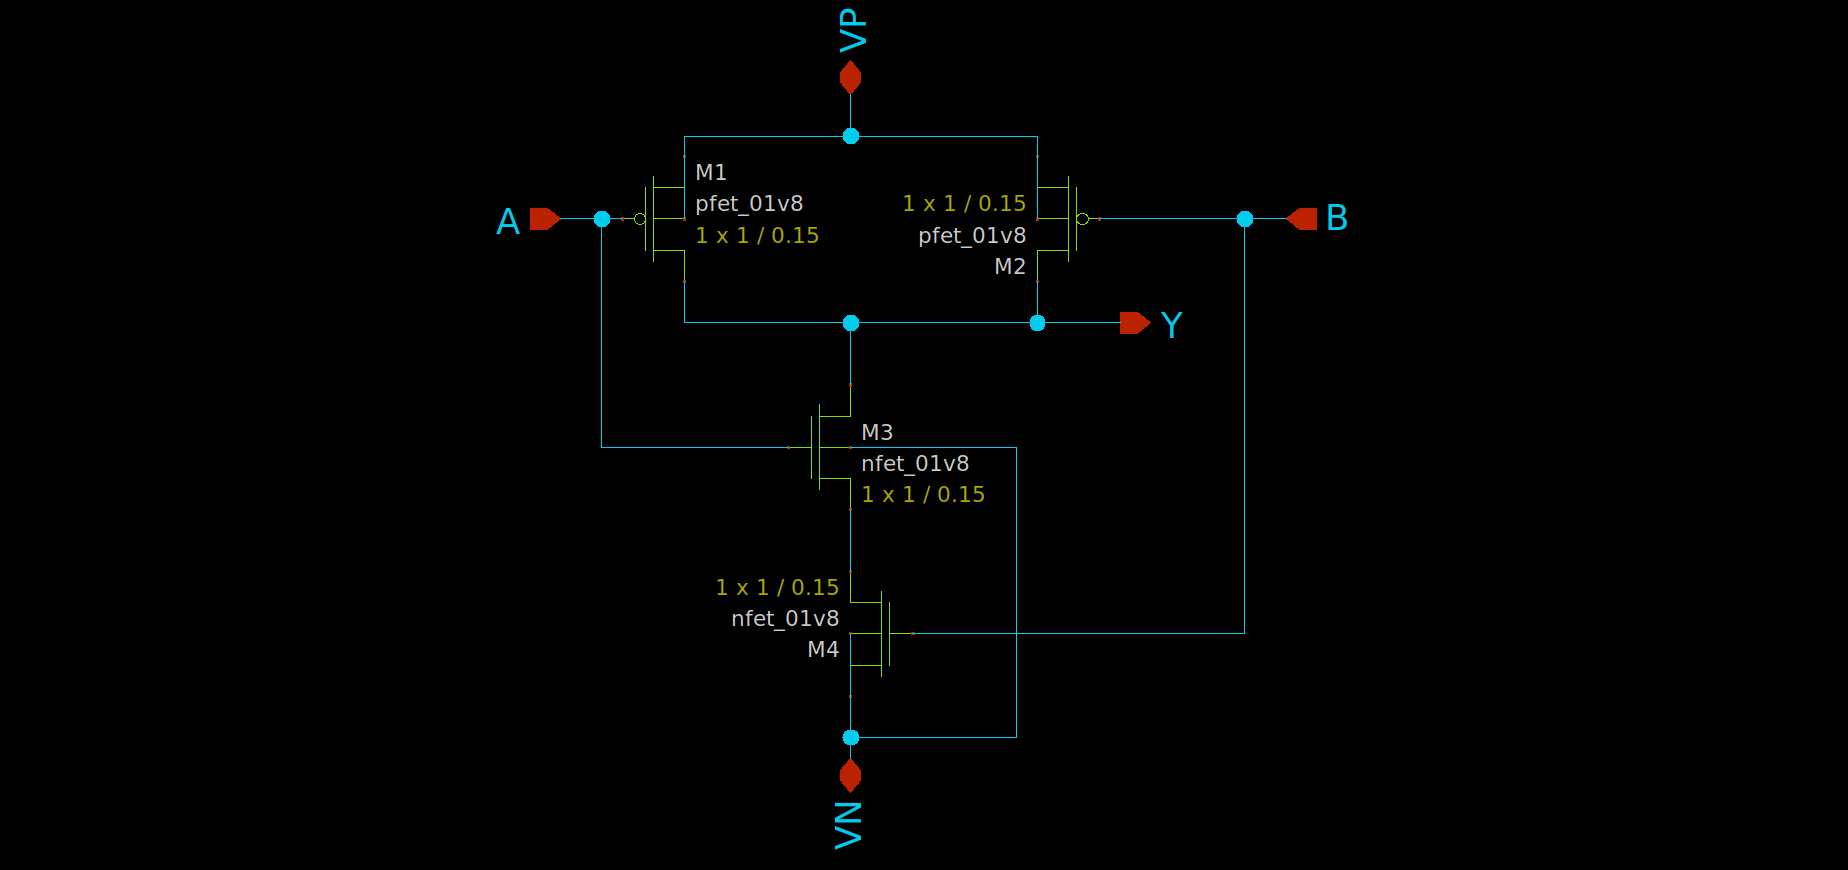 VP
M1
pfet_01v8
1 x 1 / 0.15
1 x 1 / 0.15
pfet_01v8
M2
A
B
Y
M3
nfet_01v8
1 x 1 / 0.15
1 x 1 / 0.15
nfet_01v8
M4
VN